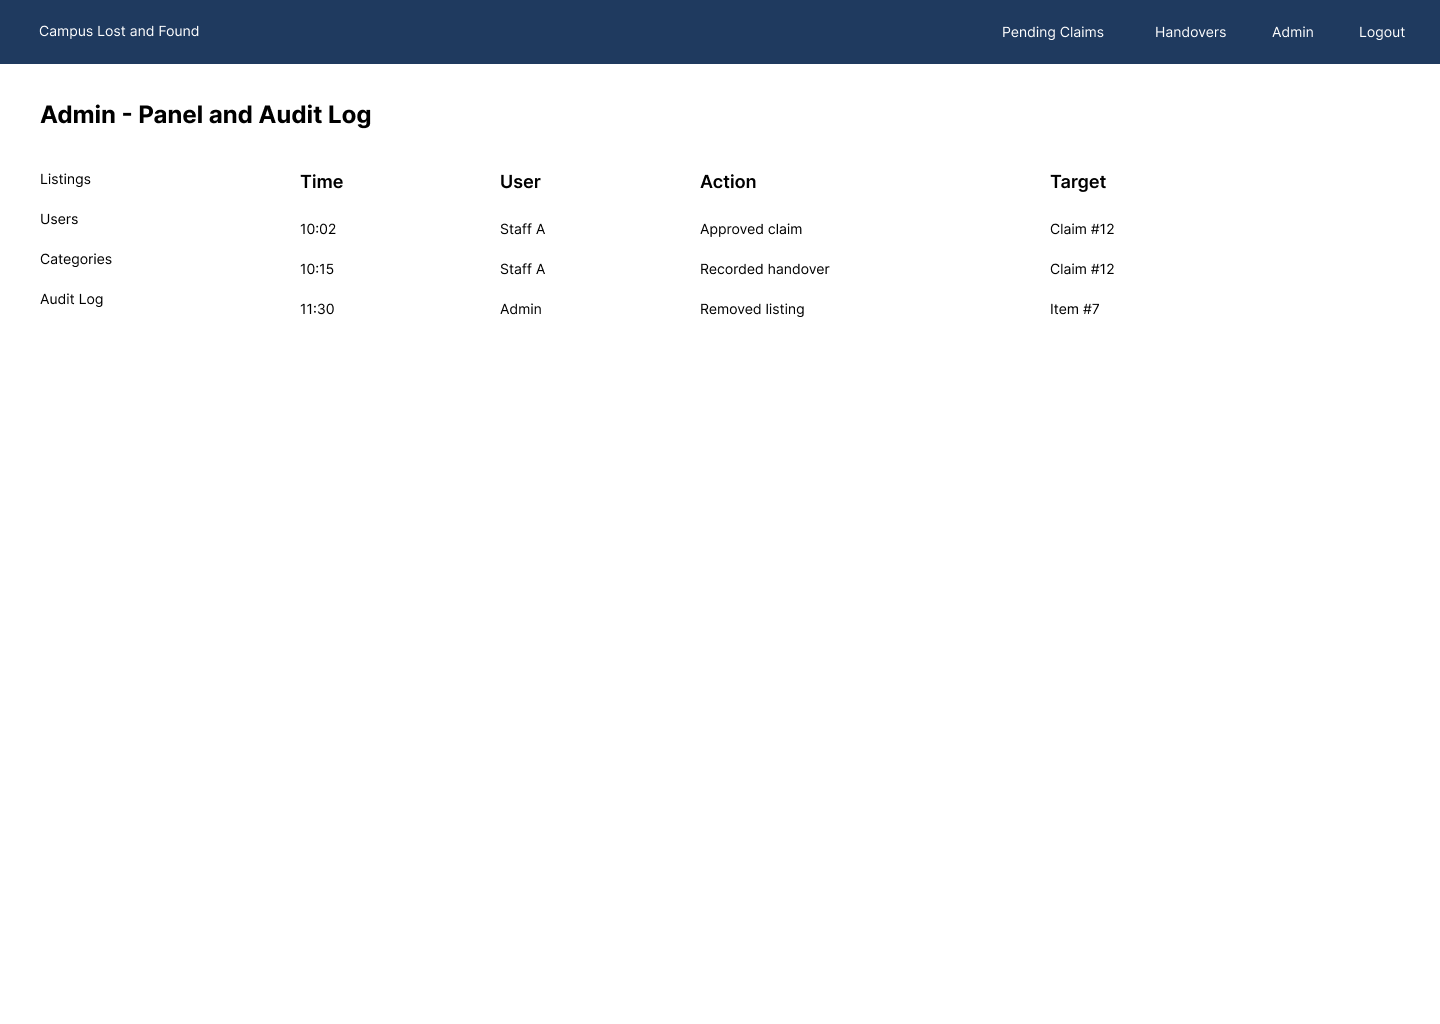 Campus Lost and Found Pending Claims Handovers Admin Logout
Admin - Panel and Audit Log
Listings
Users
Categories
Audit Log
Time User Action Target
10:02 Staff A Approved claim Claim #12
10:15 Staff A Recorded handover Claim #12
11:30 Admin Removed listing Item #7